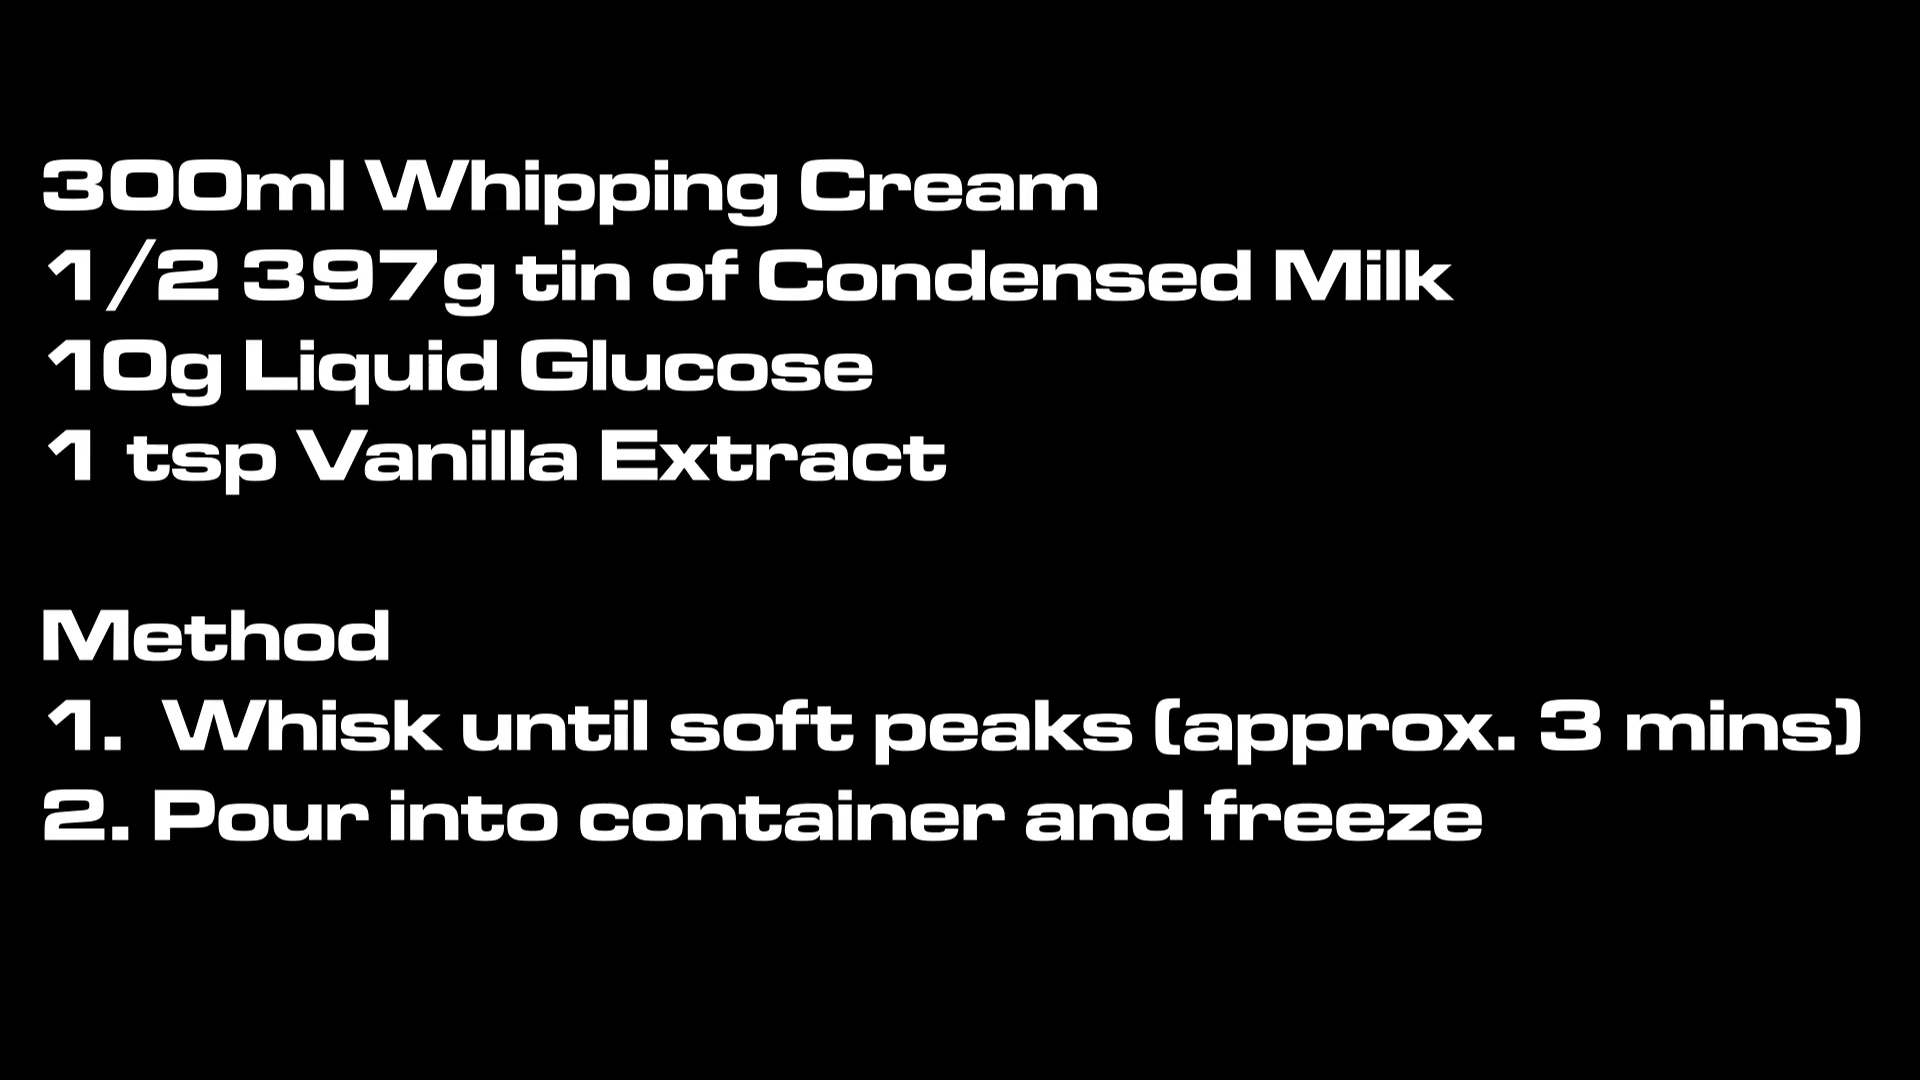 300ml Whipping Cream
1/2 397g tin of Condensed Milk
10g Liquid Glucose
1 tsp Vanilla Extract
Method
1. Whisk until soft peaks (approx. 3 mins)
2. Pour into container and freeze